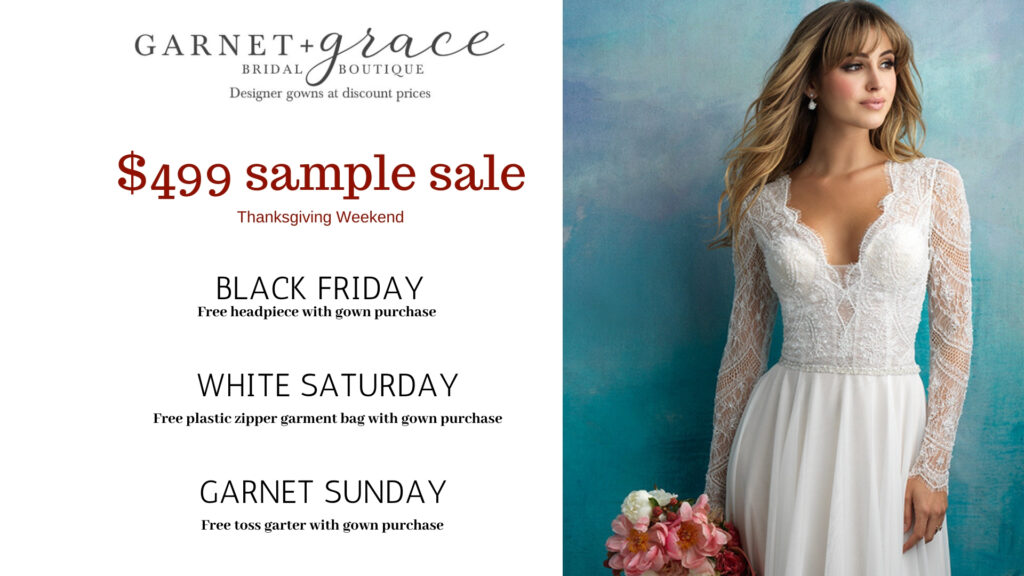 GARNET+grace
BRIDAL BOUTIQUE
Designer gowns at discount prices
$499 sample sale
Thanksgiving Weekend
BLACK FRIDAY
Free headpiece with gown purchase
WHITE SATURDAY
Free plastic zipper garment bag with gown purchase
GARNET SUNDAY
Free toss garter with gown purchase